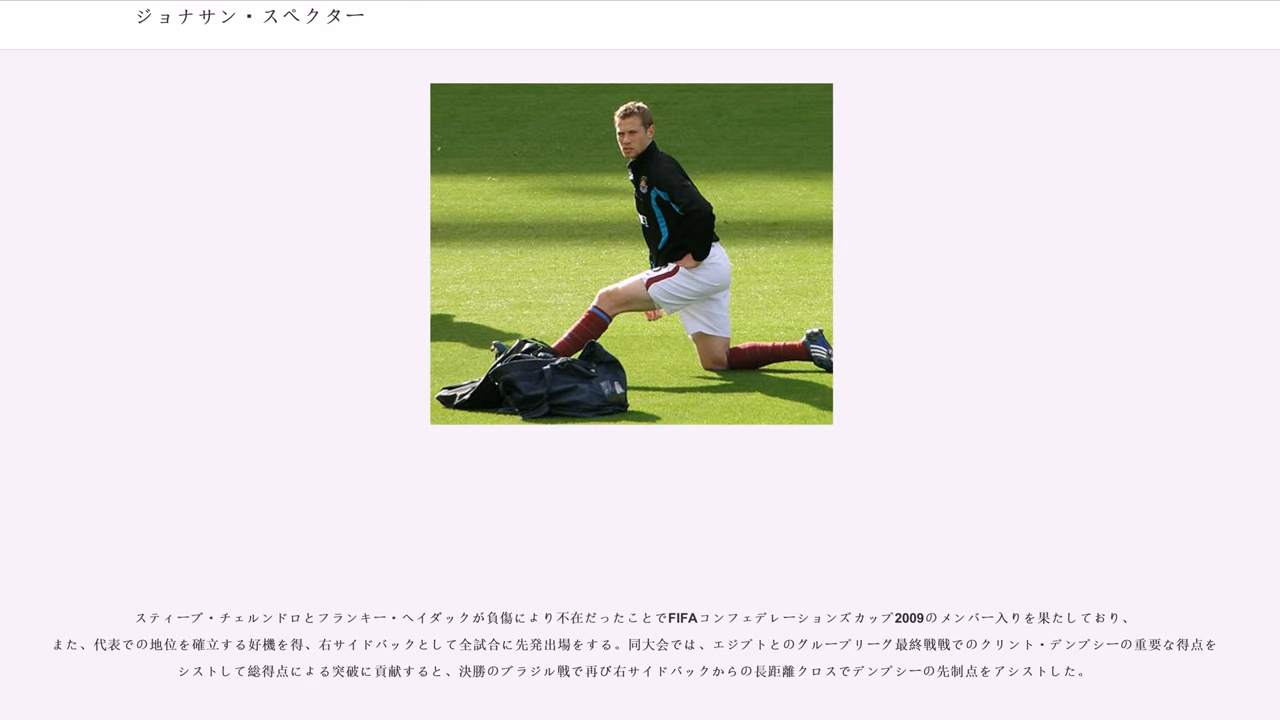 ジョナサン・スペクター
スティーブ・チェルンドロとフランキー・ヘイダックが負傷により不在だったことでFIFAコンフェデレーションズカップ2009のメンバー入りを果たしており、
また、代表での地位を確立する好機を得、右サイドバックとして全試合に先発出場をする。同大会では、エジプトとのグループリーグ最終戦戦でのクリント・デンプシーの重要な得点を
シストして総得点による突破に貢献すると、決勝のブラジル戦で再び右サイドバックからの長距離クロスでデンプシーの先制点をアシストした。